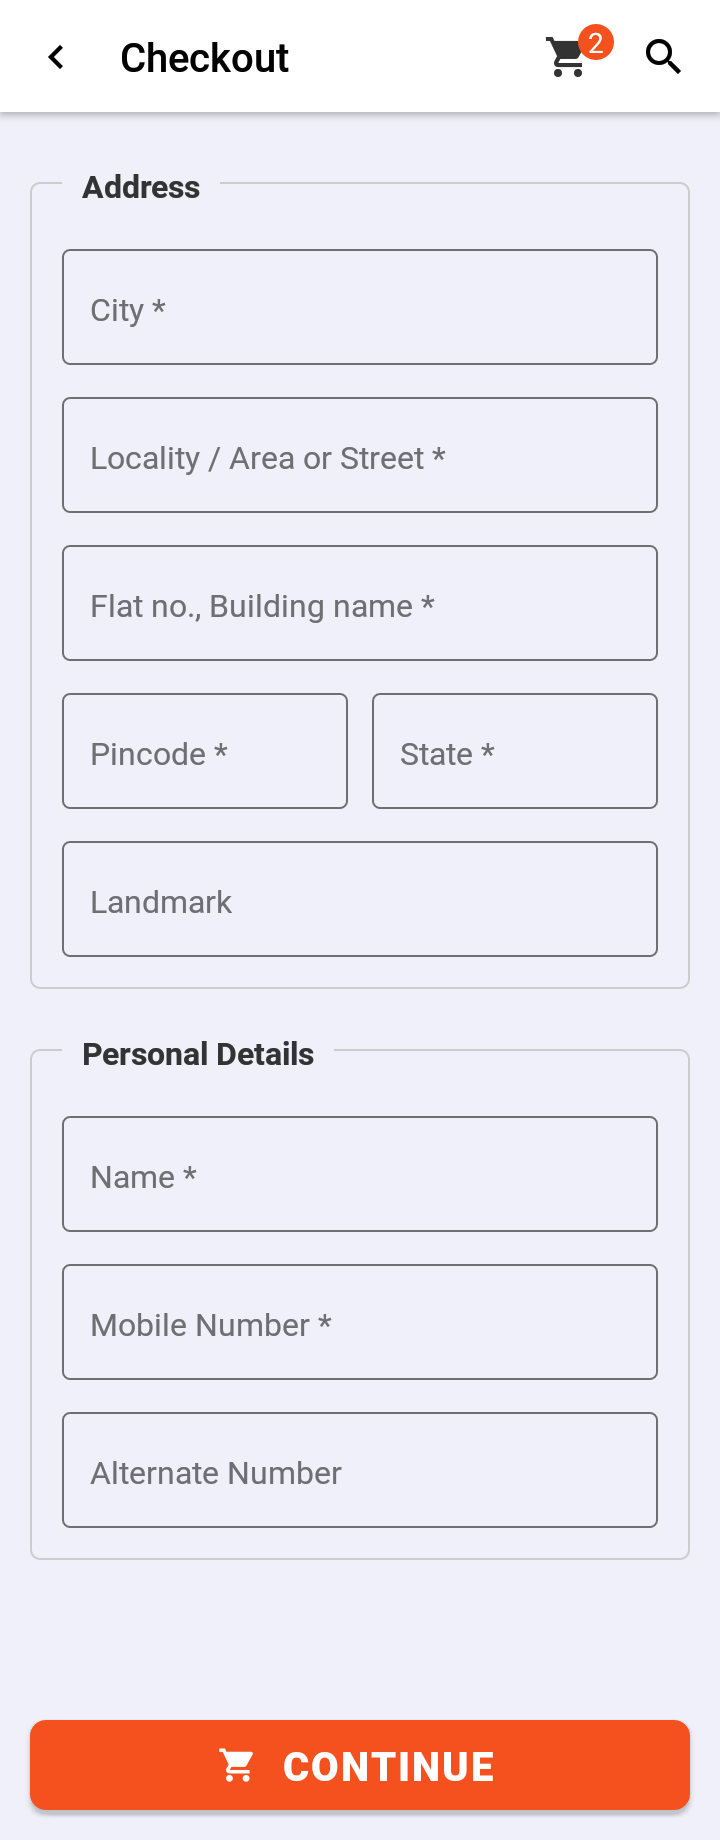 Checkout
2
Address
City *
Locality / Area or Street *
Flat no., Building name *
Pincode *
State *
Landmark
Personal Details
Name *
Mobile Number *
Alternate Number
CONTINUE